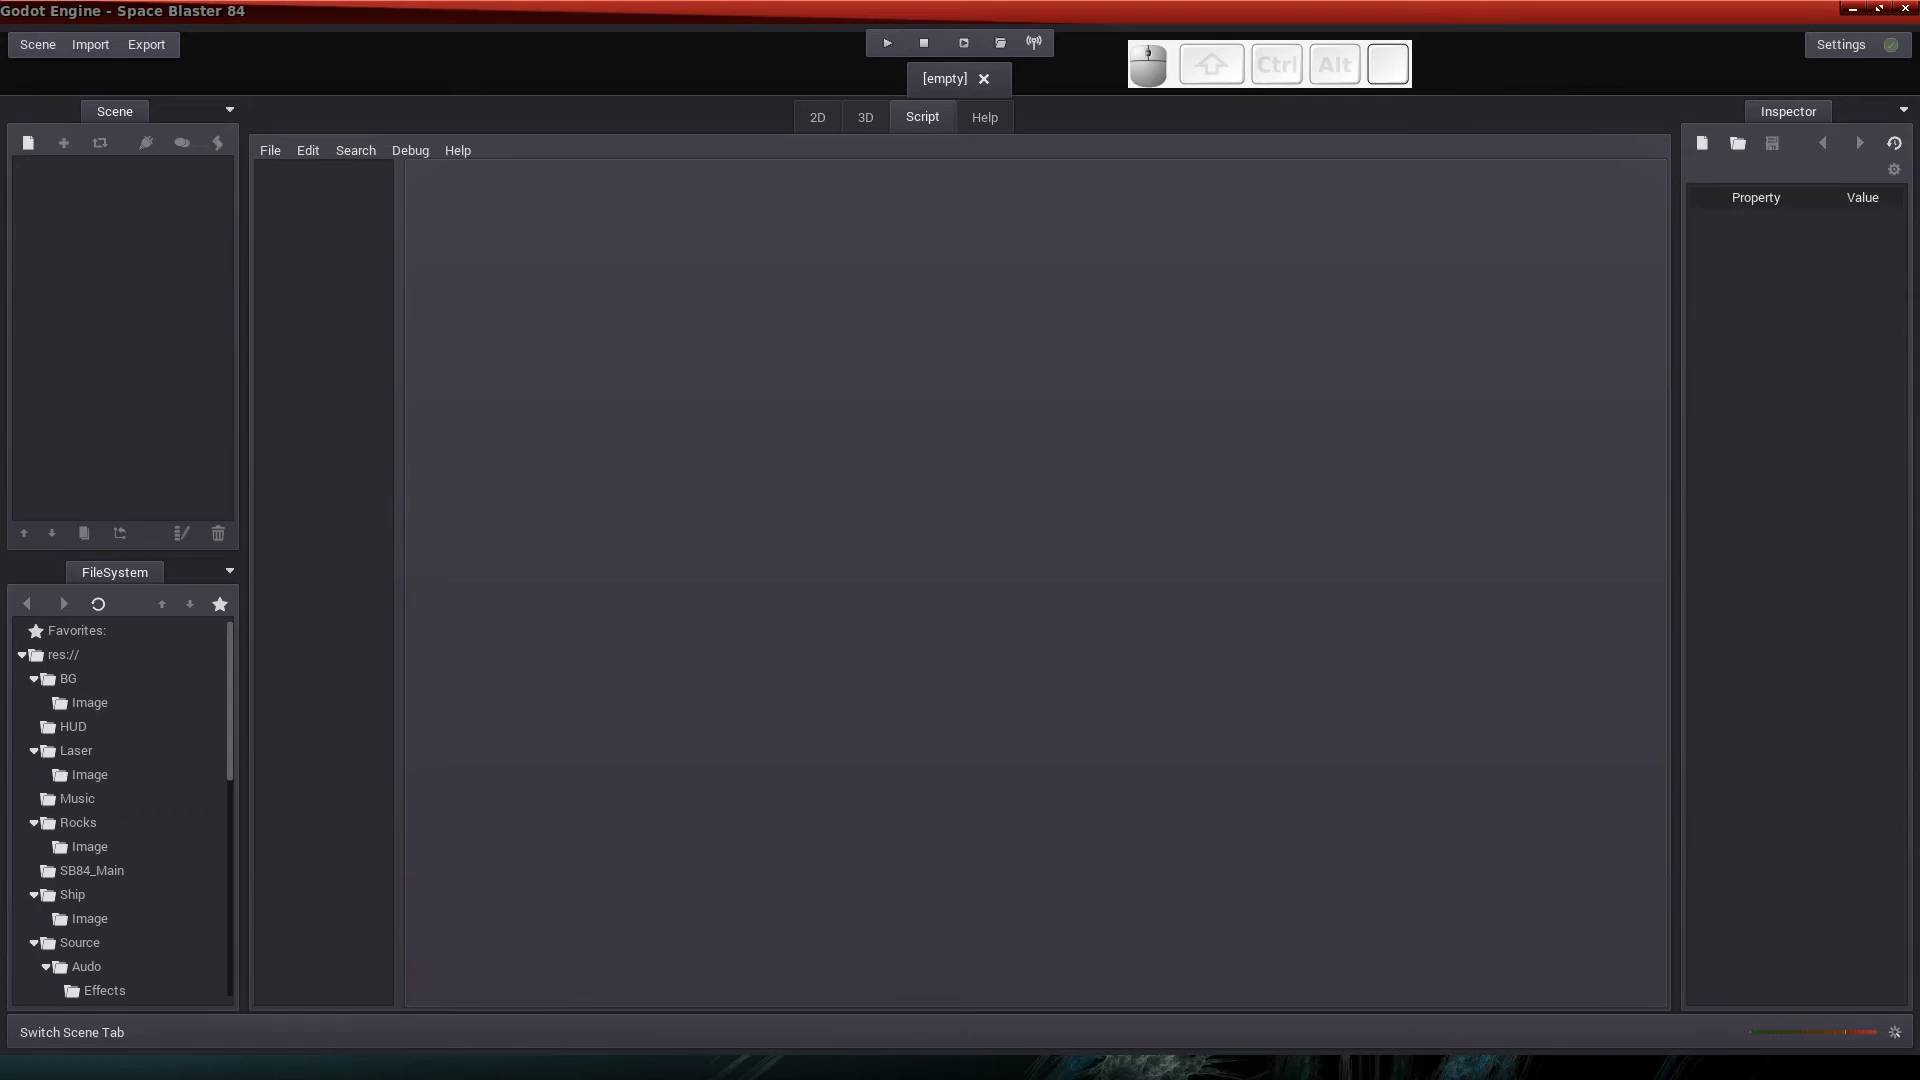 Godot Engine - Space Blaster 84
Scene Import Export
Settings
Ctrl Alt
[empty]
Scene
2D 3D Script Help
Inspector
File Edit Search Debug Help
Property Value
FileSystem
Favorites:
res://
BG
Image
HUD
Laser
Image
Music
Rocks
Image
SB84_Main
Ship
Image
Source
Audo
Effects
Switch Scene Tab